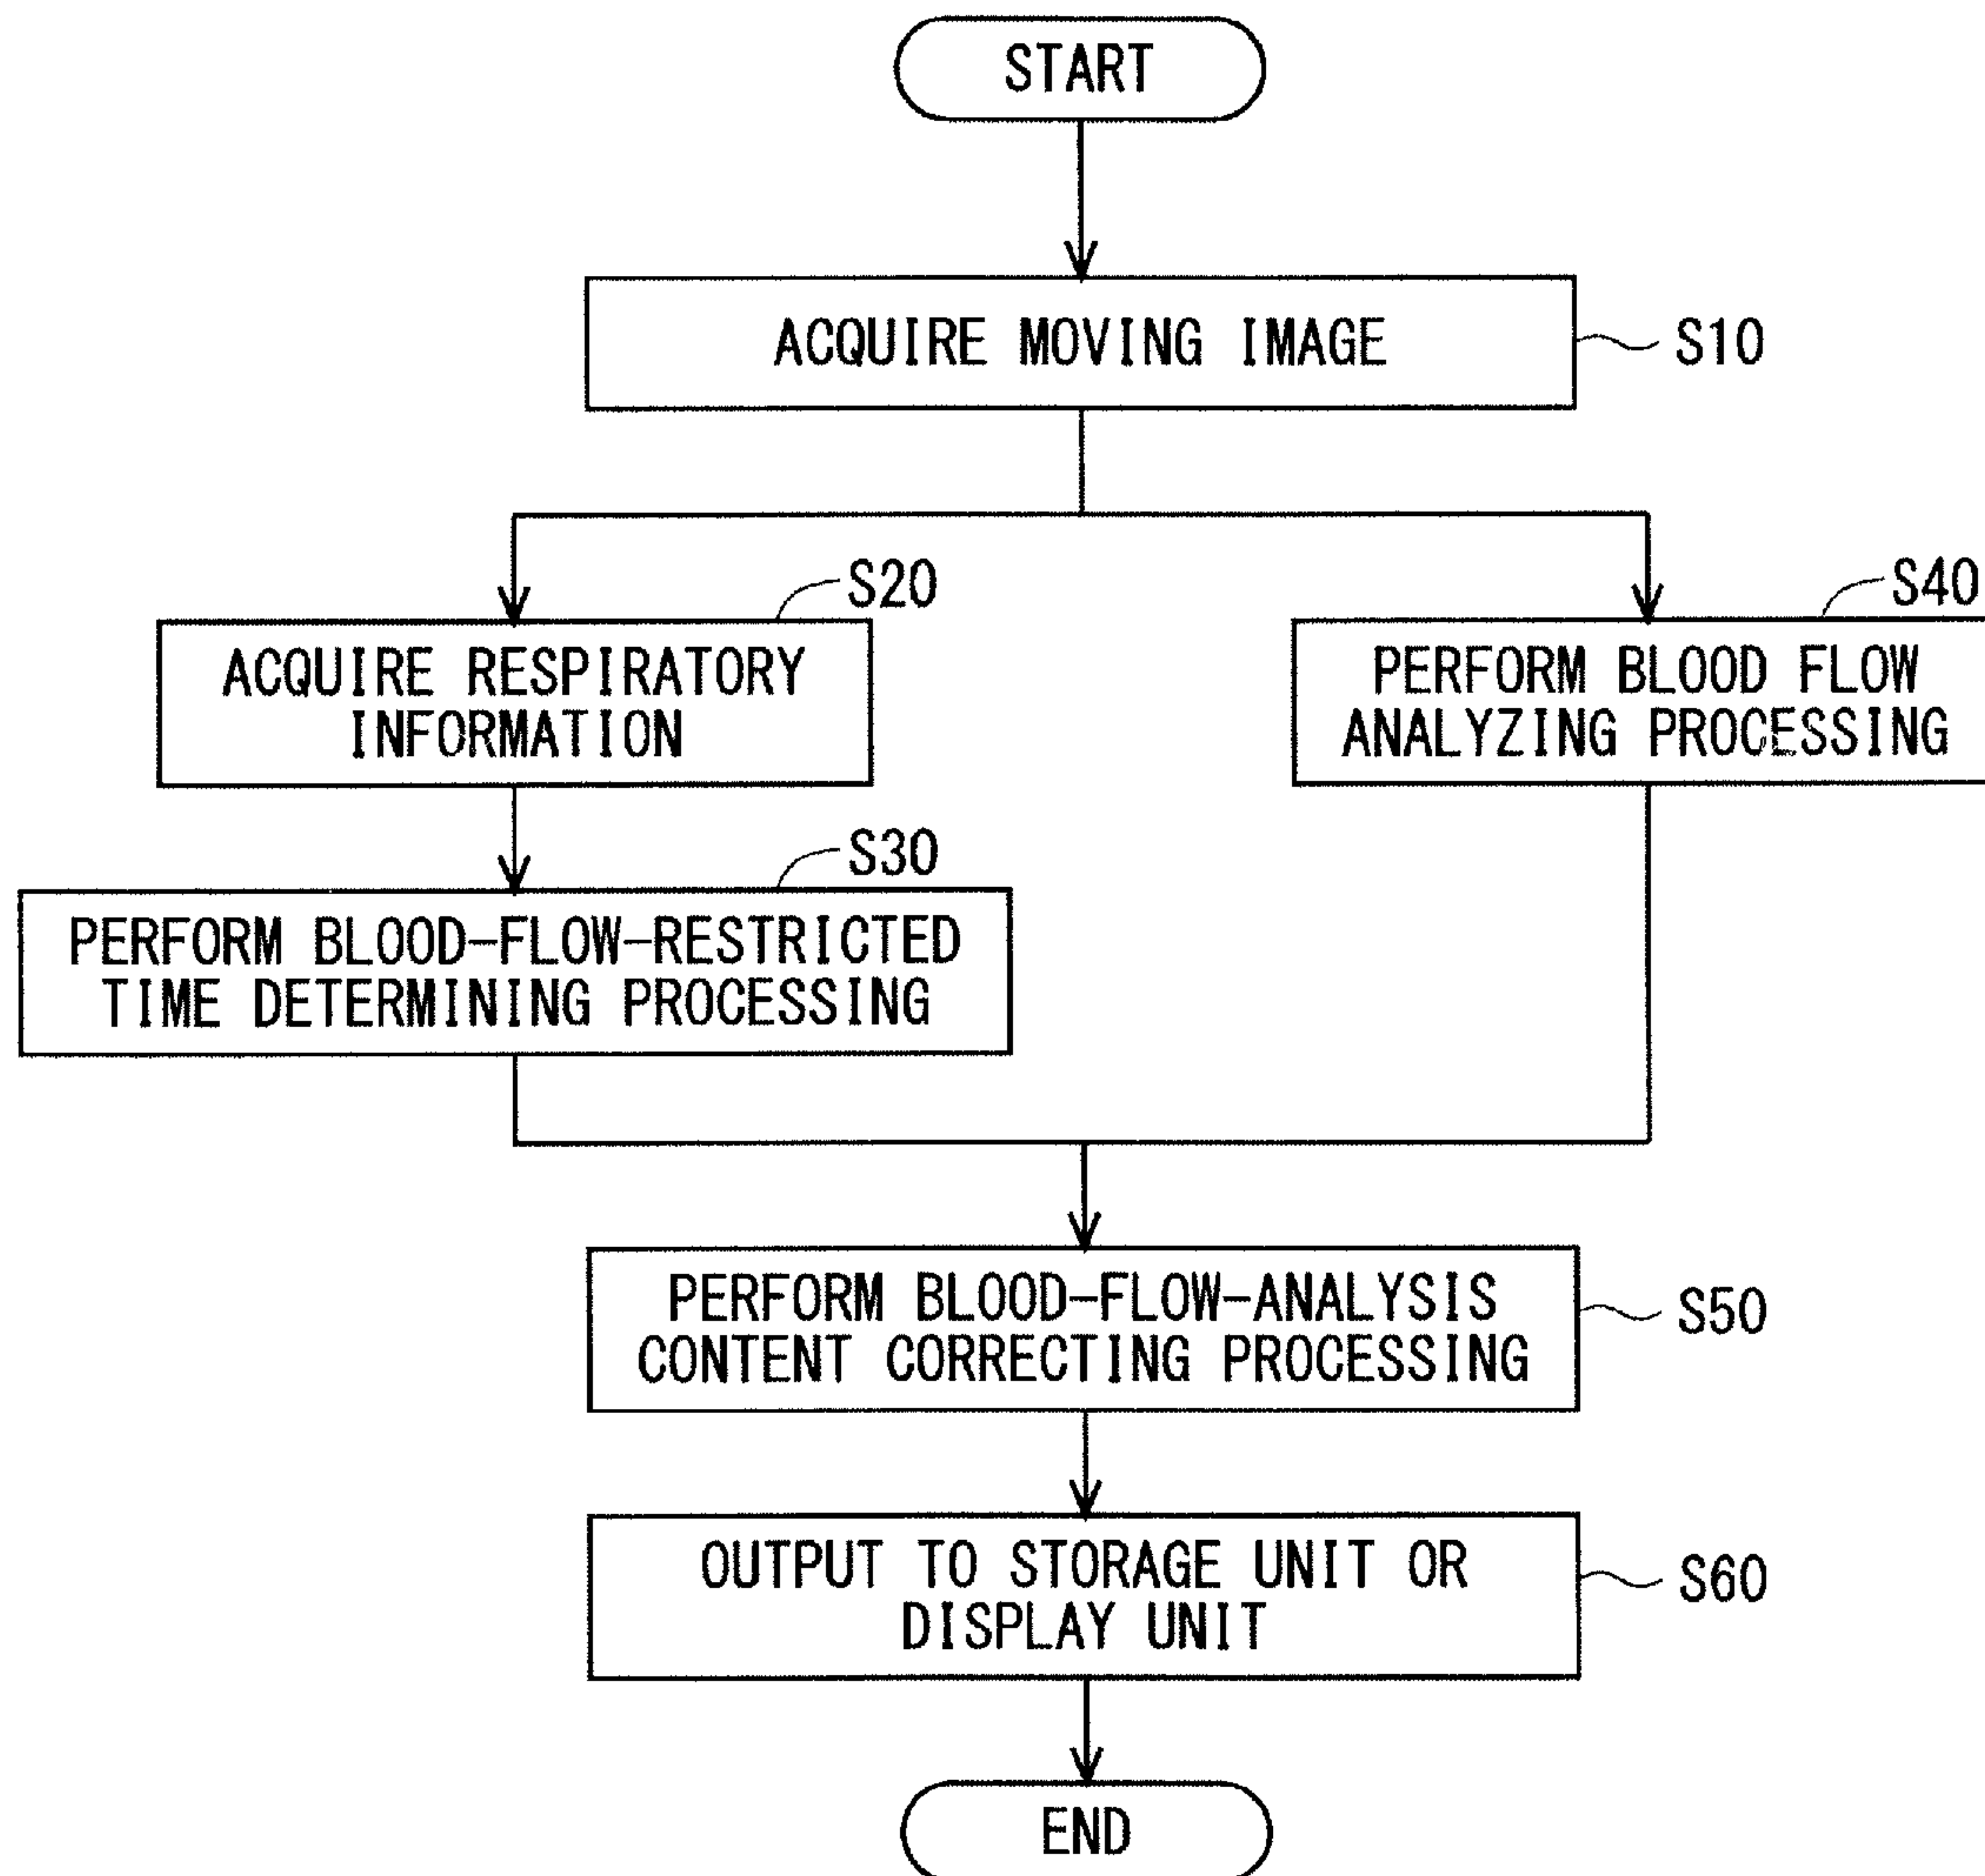 START
ACQUIRE MOVING IMAGE
S10
S20
ACQUIRE RESPIRATORY
INFORMATION
S40
PERFORM BLOOD FLOW
ANALYZING PROCESSING
S30
PERFORM BLOOD-FLOW-RESTRICTED
TIME DETERMINING PROCESSING
PERFORM BLOOD-FLOW-ANALYSIS
CONTENT CORRECTING PROCESSING
S50
OUTPUT TO STORAGE UNIT OR
DISPLAY UNIT
S60
END